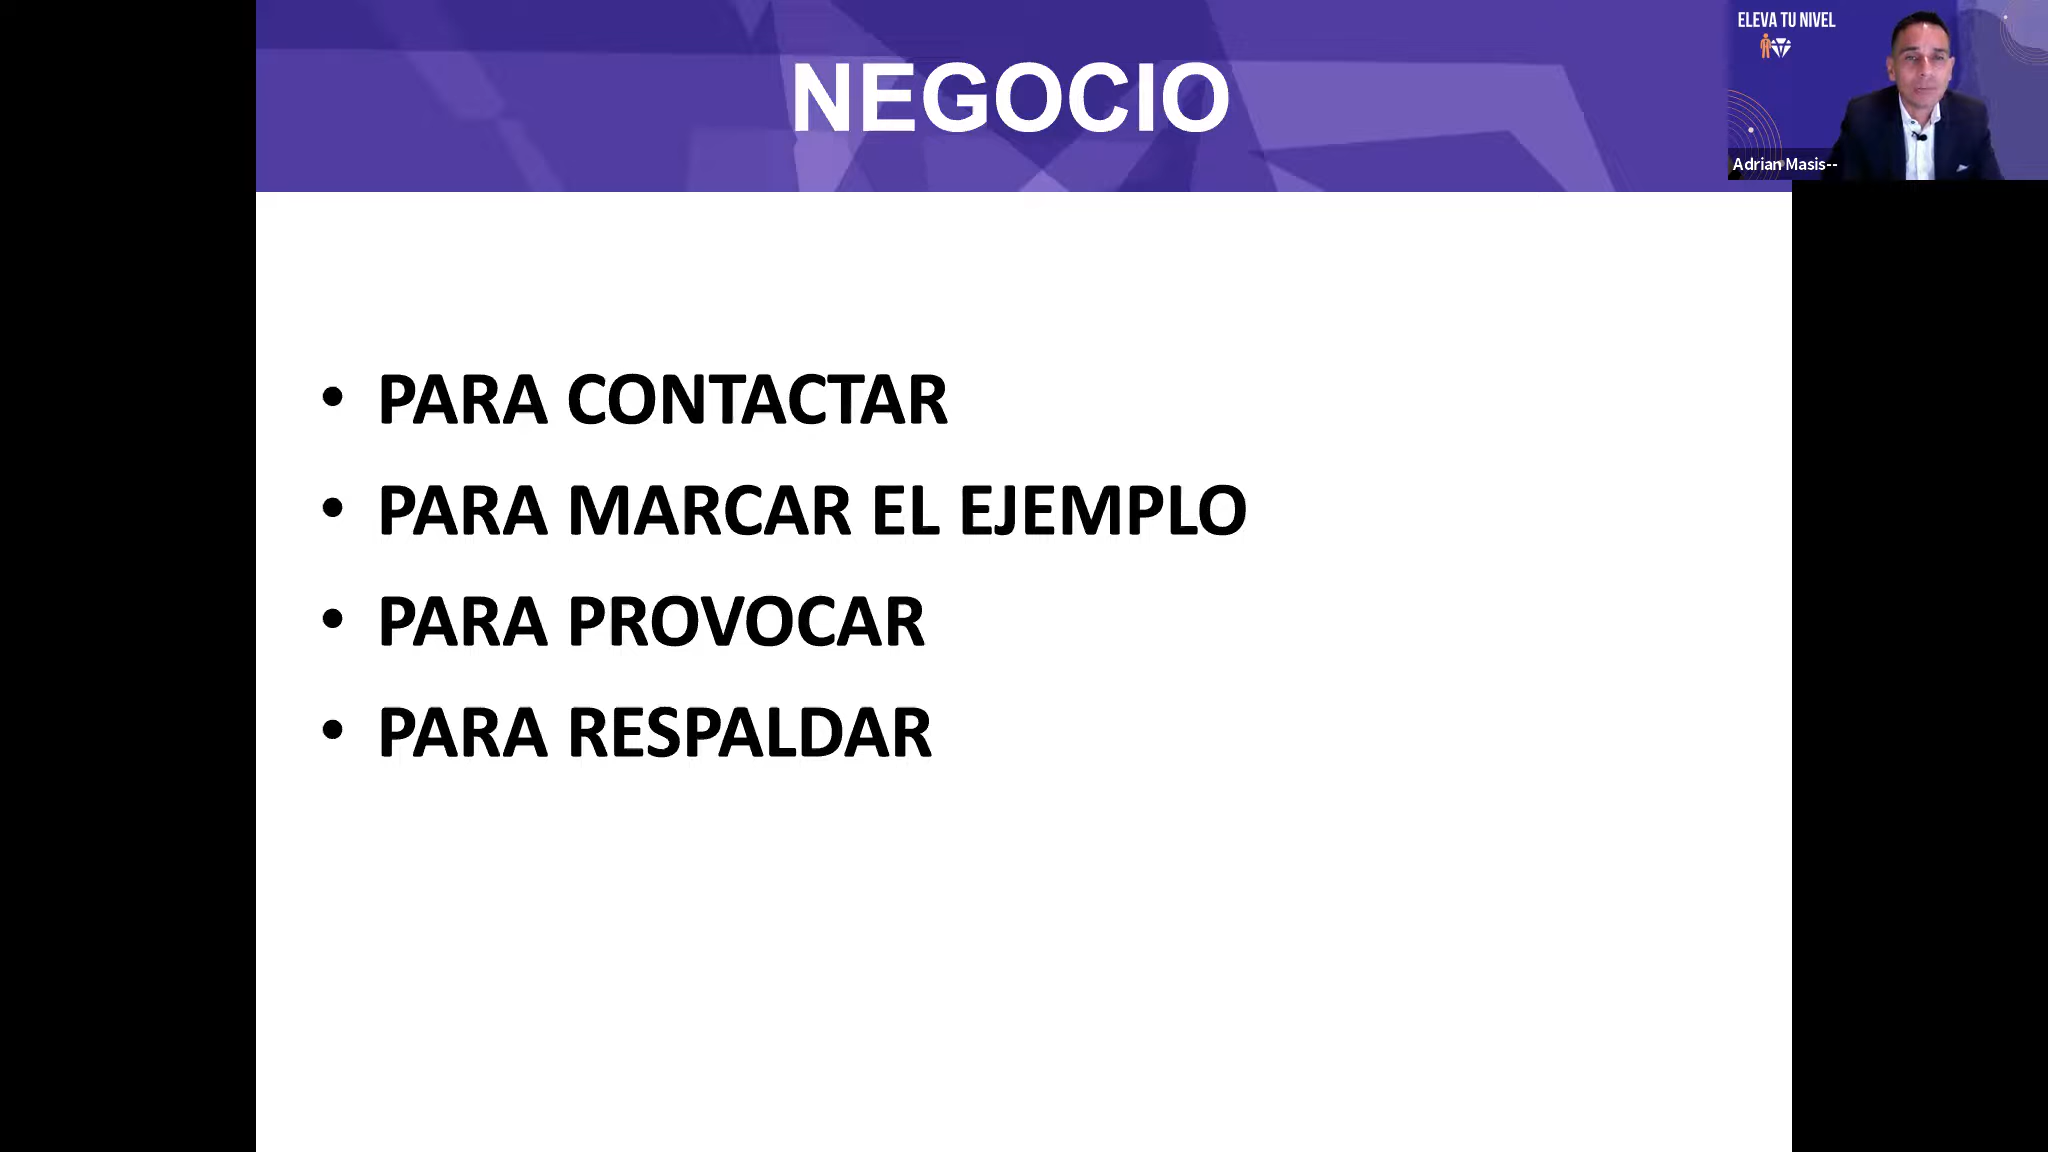 NEGOCIO
ELEVA TU NIVEL
Adrian Masis--
• PARA CONTACTAR
• PARA MARCAR EL EJEMPLO
• PARA PROVOCAR
• PARA RESPALDAR